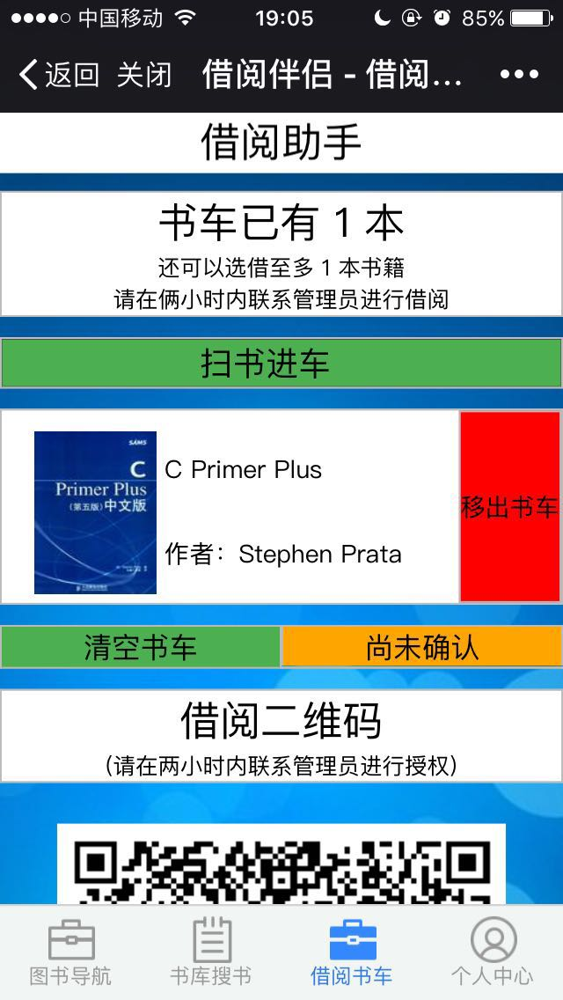 中国移动
19:05
85%
返回 关闭 借阅伴侣 - 借阅...
借阅助手
书车已有 1 本
还可以选借至多 1 本书籍
请在俩小时内联系管理员进行借阅
扫书进车
SAMS
C
Primer Plus
(第五版)中文版
C Primer Plus
作者：Stephen Prata
移出书车
清空书车
尚未确认
借阅二维码
(请在两小时内联系管理员进行授权)
图书导航
书库搜书
借阅书车
个人中心